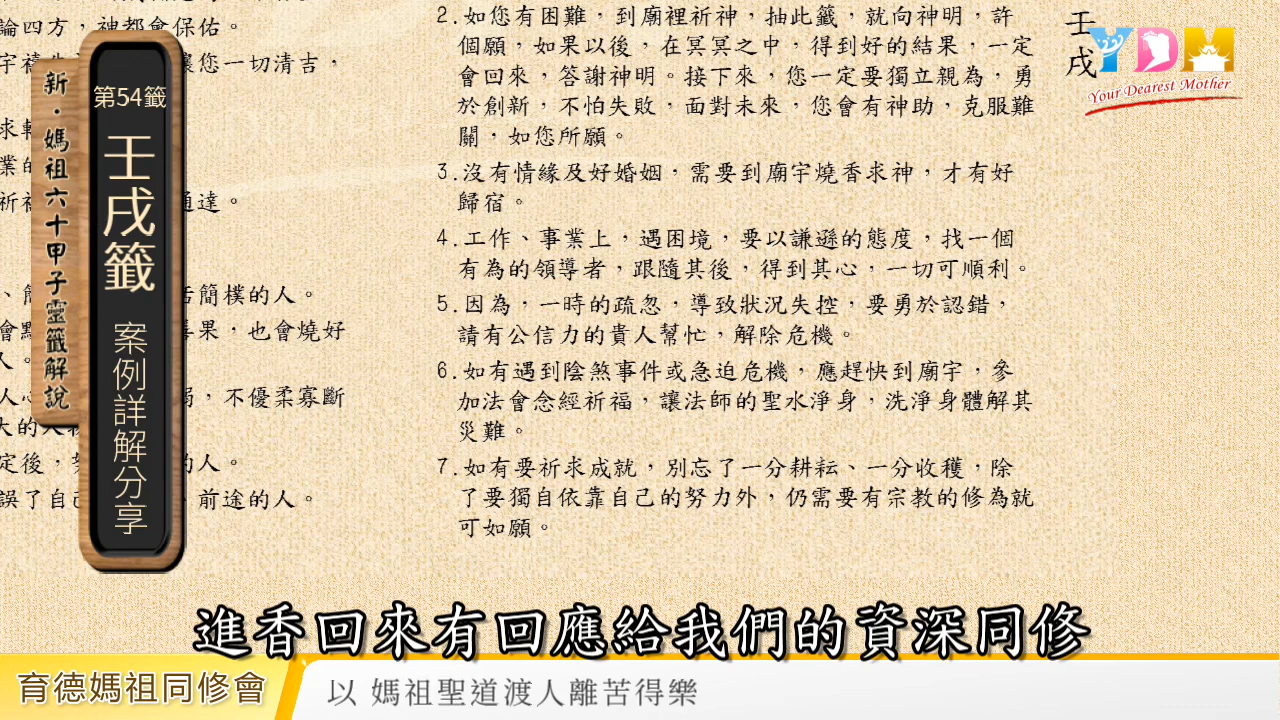 論四方，神都會保佑。
讓您一切清吉，
通達。
活簡樸的人。
果，也會燒好
不優柔寡斷
定後，
的人。
誤了自己
前途的人。
新．媽祖六十甲子靈籤解說
第54籤
壬戌籤
案例詳解分享
2.如您有困難，到廟裡祈神，抽此籤，就向神明，許
個願，如果以後，在冥冥之中，得到好的結果，一定
會回來，答謝神明。接下來，您一定要獨立親為，勇
於創新，不怕失敗，面對未來，您會有神助，克服難
關，如您所願。
3.沒有情緣及好婚姻，需要到廟宇燒香求神，才有好
歸宿。
4.工作、事業上，遇困境，要以謙遜的態度，找一個
有為的領導者，跟隨其後，得到其心，一切可順利。
5.因為，一時的疏忽，導致狀況失控，要勇於認錯，
請有公信力的貴人幫忙，解除危機。
6.如有遇到陰煞事件或急迫危機，應趕快到廟宇，參
加法會念經祈福，讓法師的聖水淨身，洗淨身體解其
災難。
7.如有要祈求成就，別忘了一分耕耘、一分收穫，除
了要獨自依靠自己的努力外，仍需要有宗教的修為就
可如願。
壬戌
YDM
Your Dearest Mother
進香回來有回應給我們的資深同修
育德媽祖同修會
以 媽祖聖道渡人離苦得樂